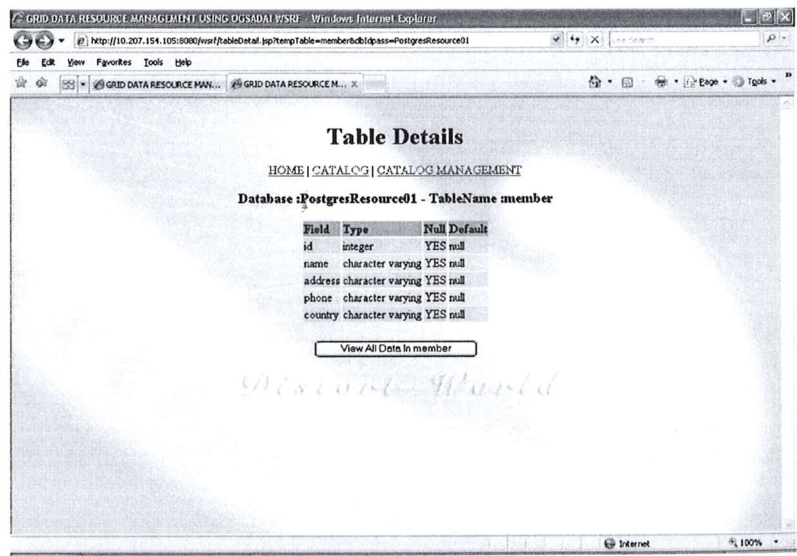 GRID DATA RESOURCE MANAGEMENT USING OGSADAI WSRF - Windows Internet Explorer
http://10.207.154.105:8080/wsrf/tableDetail.jsp?tempTable=member&dbIdpass=PostgresResource01
Live Search
File Edit View Favorites Tools Help
GRID DATA RESOURCE MAN... GRID DATA RESOURCE M... Page Tools
Table Details
HOME | CATALOG | CATALOG MANAGEMENT
Database :PostgresResource01 - TableName :member
Field Type Null Default
id integer YES null
name character varying YES null
address character varying YES null
phone character varying YES null
country character varying YES null
View All Data In member
Distort World
Internet 100%